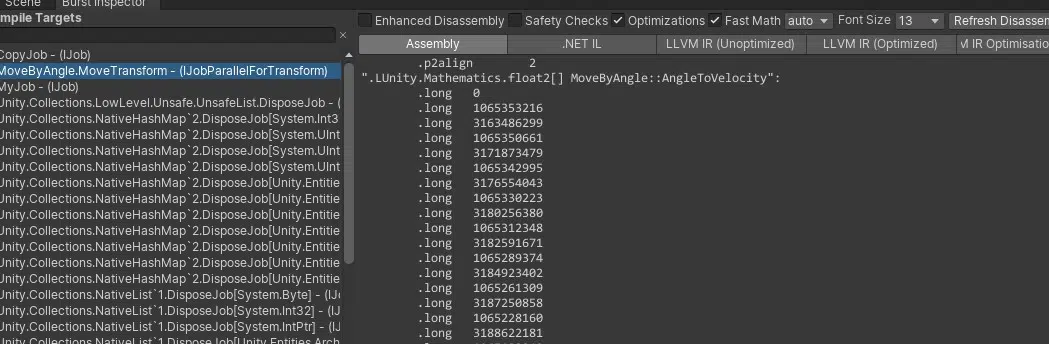 Scene Burst Inspector
mpile Targets
Enhanced Disassembly Safety Checks Optimizations Fast Math auto Font Size 13 Refresh Disassem
Assembly .NET IL LLVM IR (Unoptimized) LLVM IR (Optimized) M IR Optimisatio
CopyJob - (IJob)
MoveByAngle.MoveTransform - (IJobParallelForTransform)
MyJob - (IJob)
Unity.Collections.LowLevel.Unsafe.UnsafeList.DisposeJob - (
Unity.Collections.NativeHashMap`2.DisposeJob[System.Int3
Unity.Collections.NativeHashMap`2.DisposeJob[System.UInt
Unity.Collections.NativeHashMap`2.DisposeJob[System.UInt
Unity.Collections.NativeHashMap`2.DisposeJob[System.UInt
Unity.Collections.NativeHashMap`2.DisposeJob[Unity.Entitie
Unity.Collections.NativeHashMap`2.DisposeJob[Unity.Entitie
Unity.Collections.NativeHashMap`2.DisposeJob[Unity.Entitie
Unity.Collections.NativeHashMap`2.DisposeJob[Unity.Entitie
Unity.Collections.NativeHashMap`2.DisposeJob[Unity.Entitie
Unity.Collections.NativeHashMap`2.DisposeJob[Unity.Entitie
Unity.Collections.NativeHashMap`2.DisposeJob[Unity.Entitie
Unity.Collections.NativeList`1.DisposeJob[System.Byte] - (IJo
Unity.Collections.NativeList`1.DisposeJob[System.Int32] - (IJ
Unity.Collections.NativeList`1.DisposeJob[System.IntPtr] - (IJ
Unity.Collections.NativeList`1.DisposeJob[Unity.Entities.Arch
.p2align 2
".LUnity.Mathematics.float2[] MoveByAngle::AngleToVelocity":
.long 0
.long 1065353216
.long 3163486299
.long 1065350661
.long 3171873479
.long 1065342995
.long 3176554043
.long 1065330223
.long 3180256380
.long 1065312348
.long 3182591671
.long 1065289374
.long 3184923402
.long 1065261309
.long 3187250858
.long 1065228160
.long 3188622181